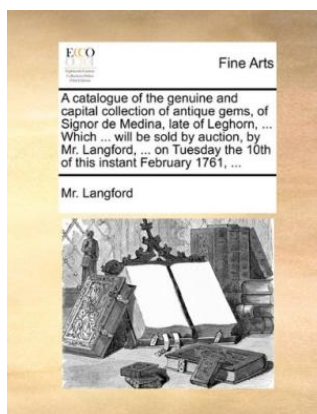 ECCO
Fine Arts
A catalogue of the genuine and
capital collection of antique gems, of
Signor de Medina, late of Leghorn, ...
Which ... will be sold by auction, by
Mr. Langford, ... on Tuesday the 10th
of this instant February 1761, ...
Mr. Langford